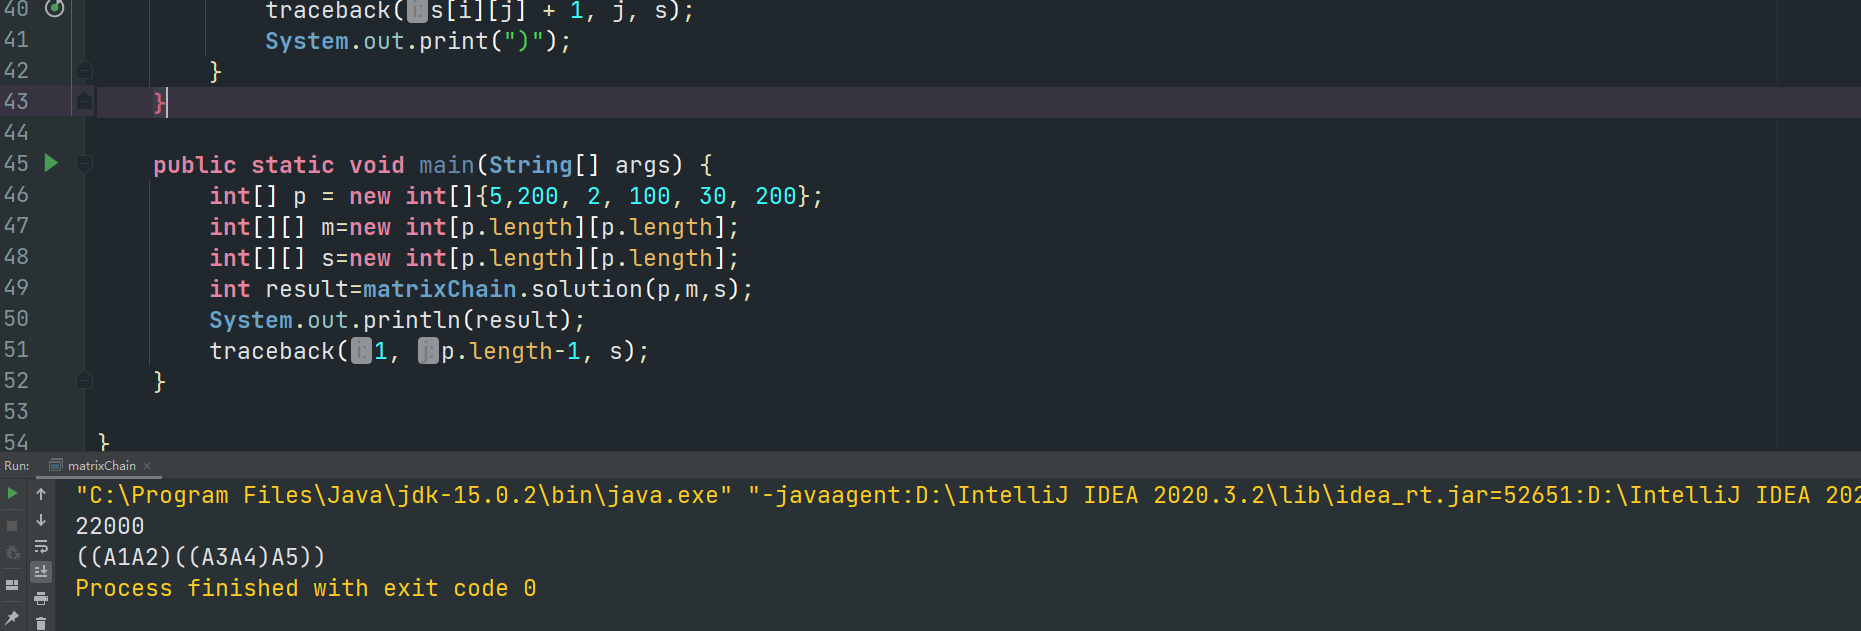 40 traceback( i: s[i][j] + 1, j, s);
41 System.out.print(")");
42 }
43 }
44
45 public static void main(String[] args) {
46 int[] p = new int[]{5,200, 2, 100, 30, 200};
47 int[][] m=new int[p.length][p.length];
48 int[][] s=new int[p.length][p.length];
49 int result=matrixChain.solution(p,m,s);
50 System.out.println(result);
51 traceback( i: 1, j: p.length-1, s);
52 }
53
54 }
Run: matrixChain
"C:\Program Files\Java\jdk-15.0.2\bin\java.exe" "-javaagent:D:\IntelliJ IDEA 2020.3.2\lib\idea_rt.jar=52651:D:\IntelliJ IDEA 202
22000
((A1A2)((A3A4)A5))
Process finished with exit code 0